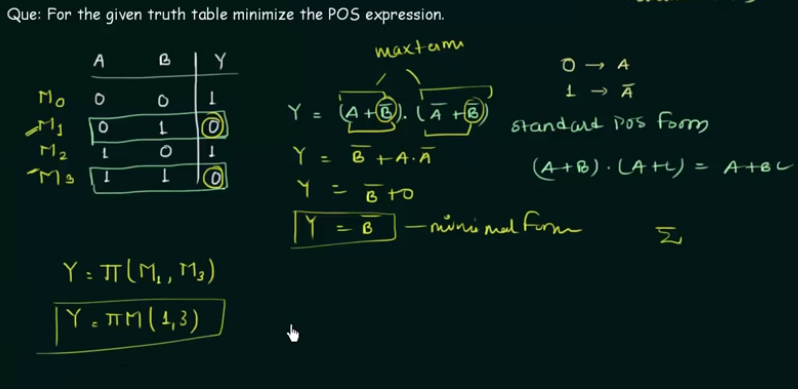 Que: For the given truth table minimize the POS expression.
A B Y
M₀ 0 0 1
M₁ 0 1 0
M₂ 1 0 1
M₃ 1 1 0
Y = π(M₁, M₃)
Y = πM(1,3)
maxterm
Y = (A + B̅) . (A̅ + B̅)
Y = B̅ + A . A̅
Y = B̅ + 0
Y = B̅ — minimal form
0 → A
1 → A̅
standard POS form
(A+B) . (A+C) = A+BC
Σ